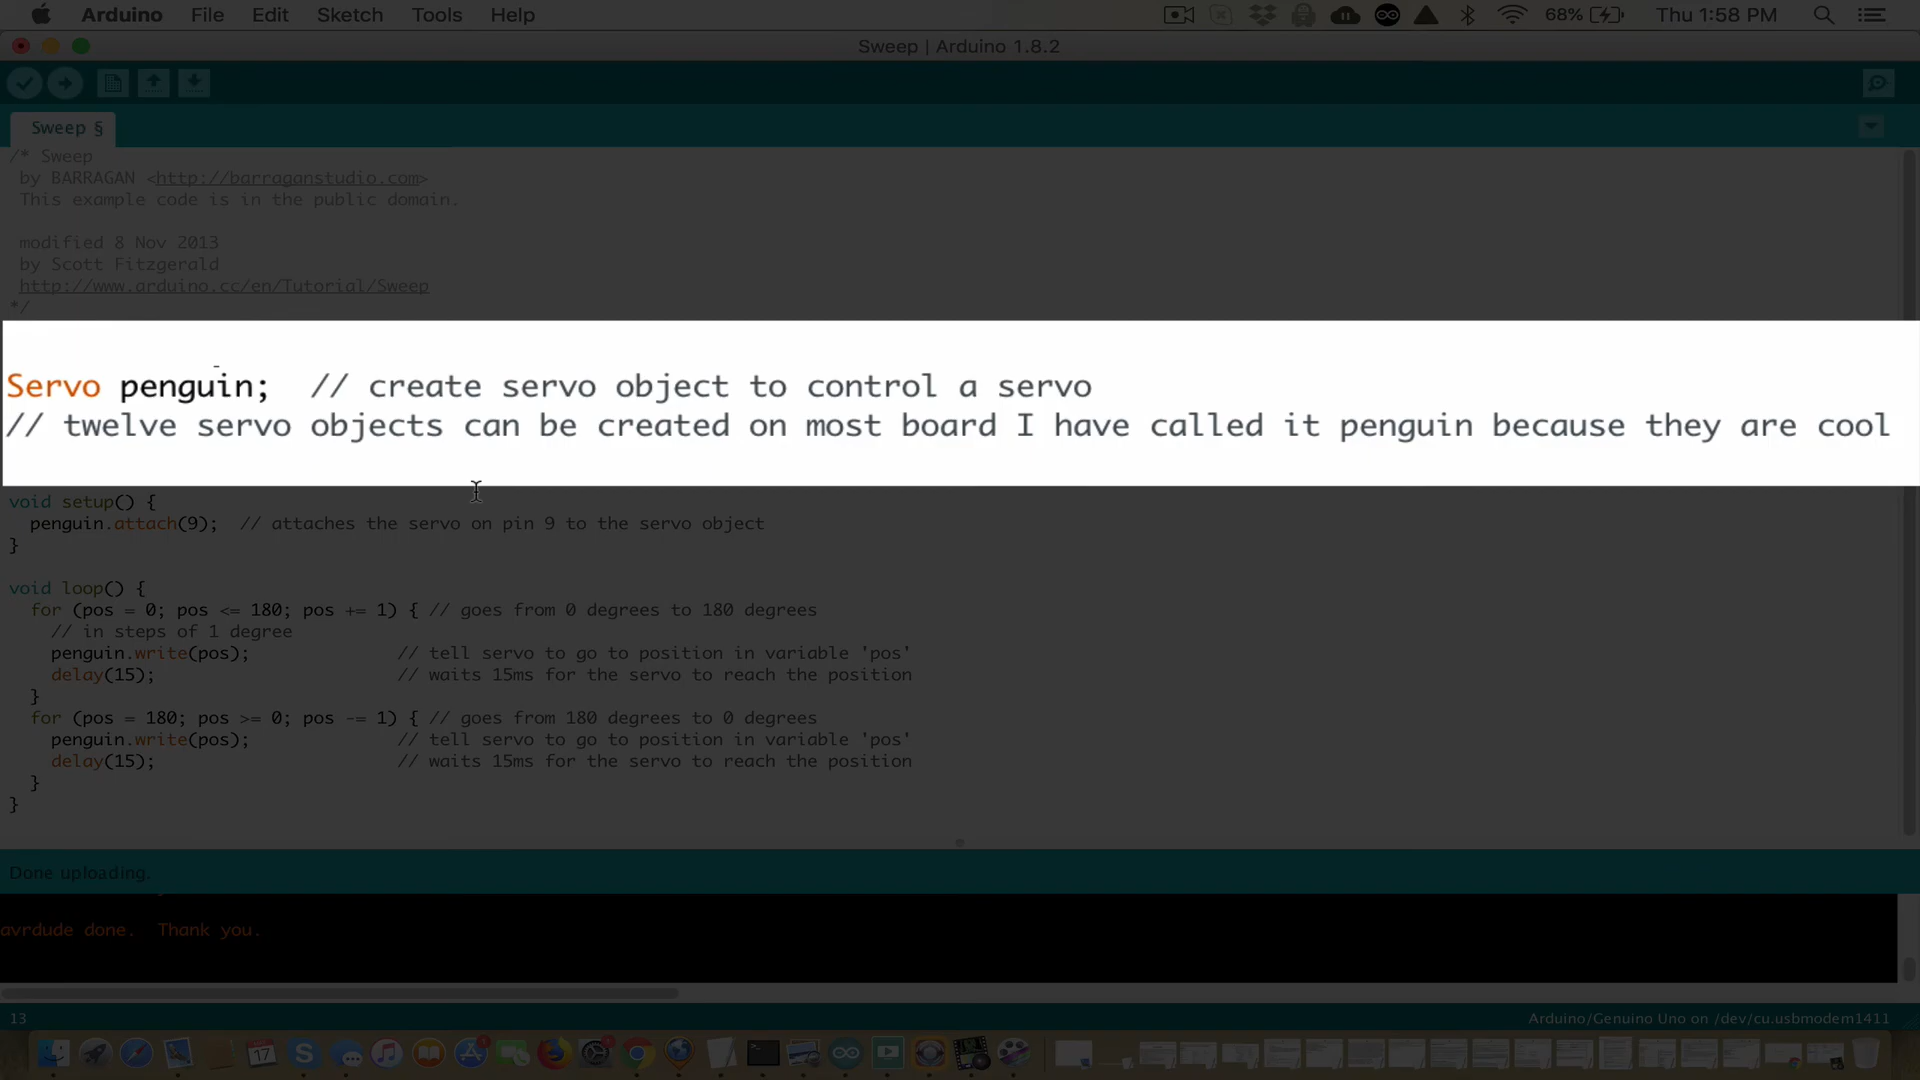 Arduino File Edit Sketch Tools Help 68% Thu 1:58 PM
Sweep | Arduino 1.8.2
Sweep §
/* Sweep
by BARRAGAN <http://barraganstudio.com>
This example code is in the public domain.
modified 8 Nov 2013
by Scott Fitzgerald
http://www.arduino.cc/en/Tutorial/Sweep
*/
Servo penguin;  // create servo object to control a servo
// twelve servo objects can be created on most board I have called it penguin because they are cool
void setup() {
penguin.attach(9);  // attaches the servo on pin 9 to the servo object
}
void loop() {
for (pos = 0; pos <= 180; pos += 1) { // goes from 0 degrees to 180 degrees
// in steps of 1 degree
penguin.write(pos);              // tell servo to go to position in variable 'pos'
delay(15);                       // waits 15ms for the servo to reach the position
}
for (pos = 180; pos >= 0; pos -= 1) { // goes from 180 degrees to 0 degrees
penguin.write(pos);              // tell servo to go to position in variable 'pos'
delay(15);                       // waits 15ms for the servo to reach the position
}
}
Done uploading.
avrdude done.  Thank you.
13 Arduino/Genuino Uno on /dev/cu.usbmodem1411
17